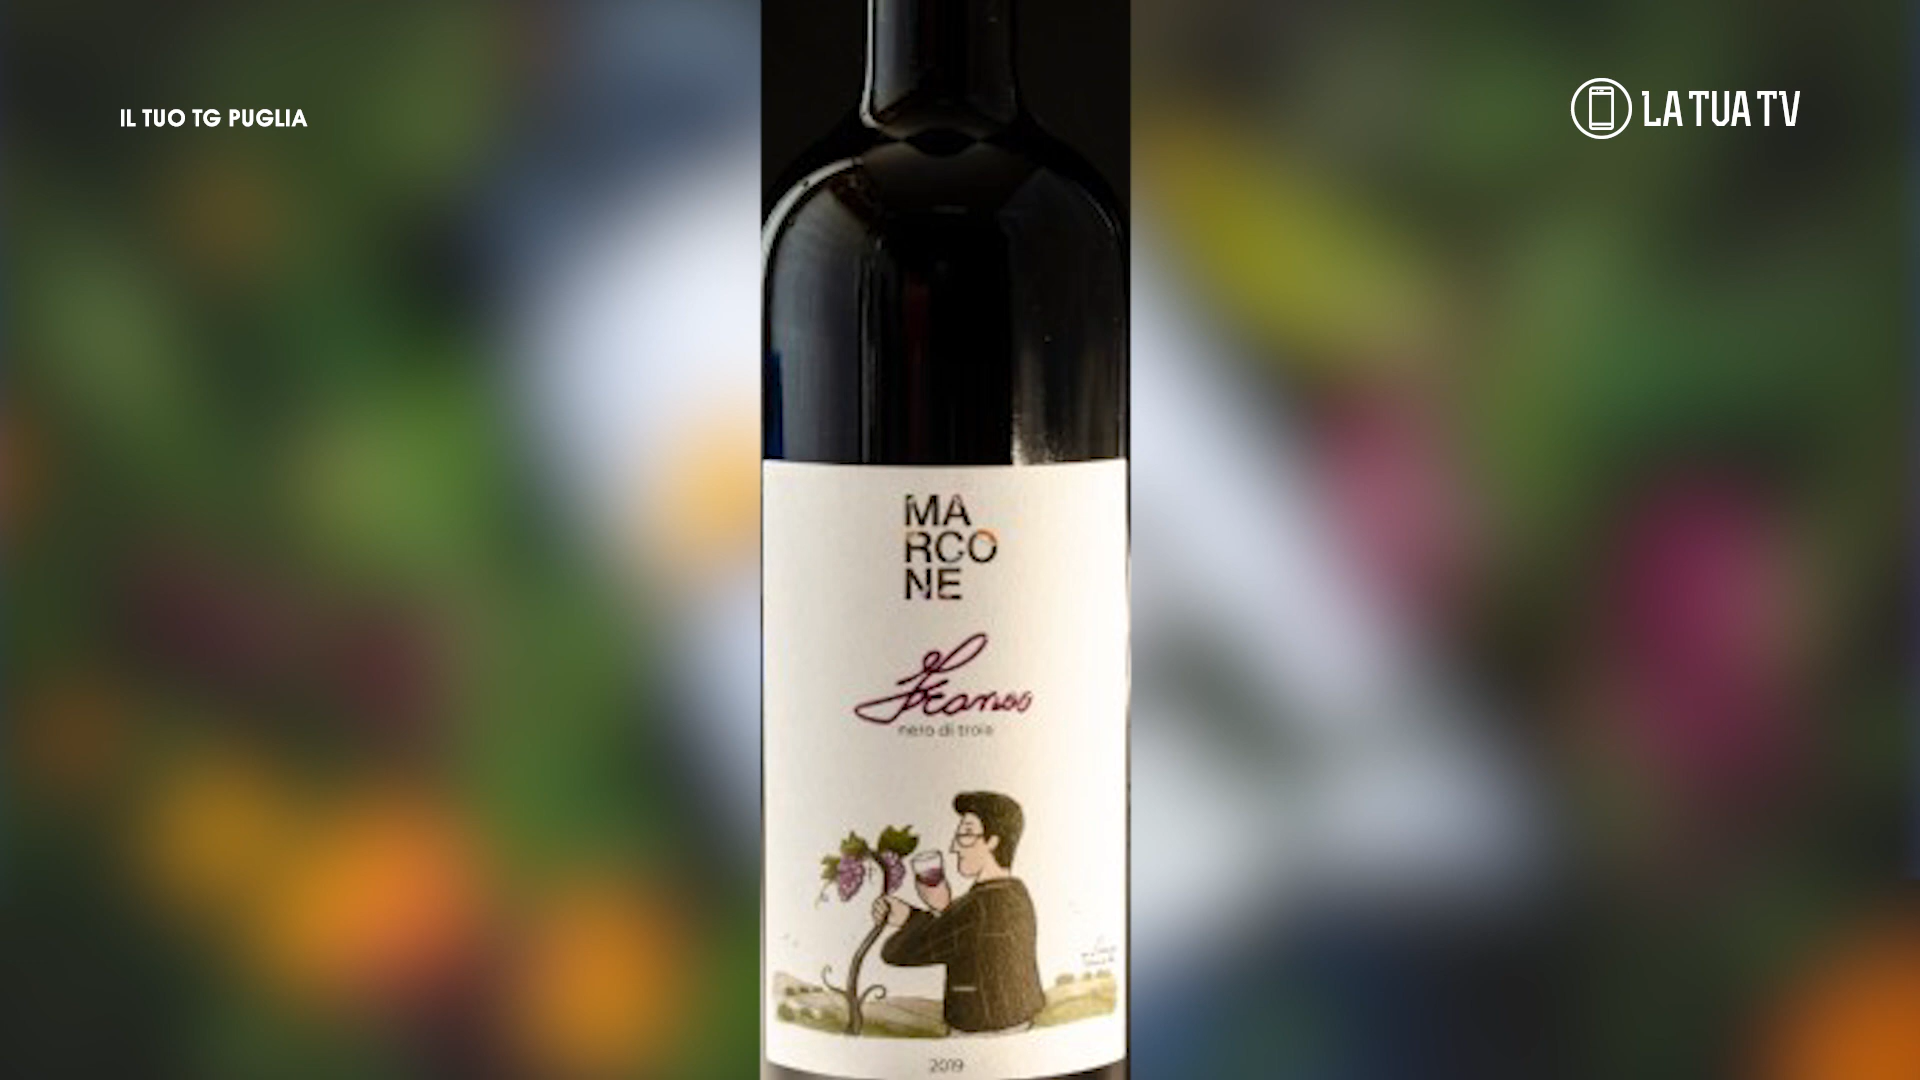 IL TUO TG PUGLIA
LA TUA TV
MA
RCO
NE
nero di troia
2019